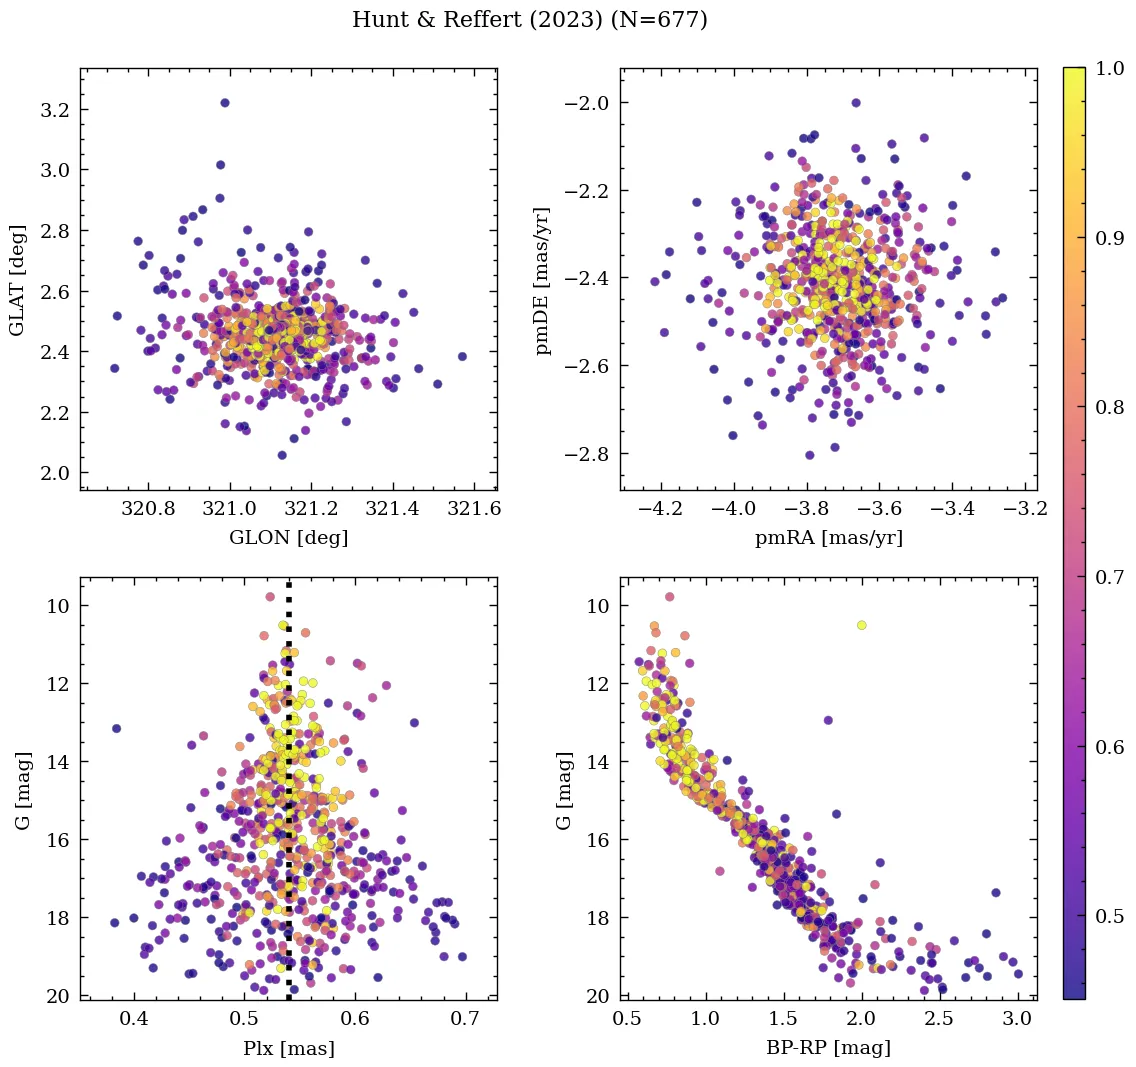 Hunt & Reffert (2023) (N=677)
3.2
3.0
2.8
2.6
2.4
2.2
2.0
GLAT [deg]
320.8 321.0 321.2 321.4 321.6
GLON [deg]
−2.0
−2.2
−2.4
−2.6
−2.8
pmDE [mas/yr]
−4.2 −4.0 −3.8 −3.6 −3.4 −3.2
pmRA [mas/yr]
1.0
0.9
0.8
0.7
0.6
0.5
10
12
14
16
18
20
G [mag]
0.4 0.5 0.6 0.7
Plx [mas]
10
12
14
16
18
20
G [mag]
0.5 1.0 1.5 2.0 2.5 3.0
BP-RP [mag]